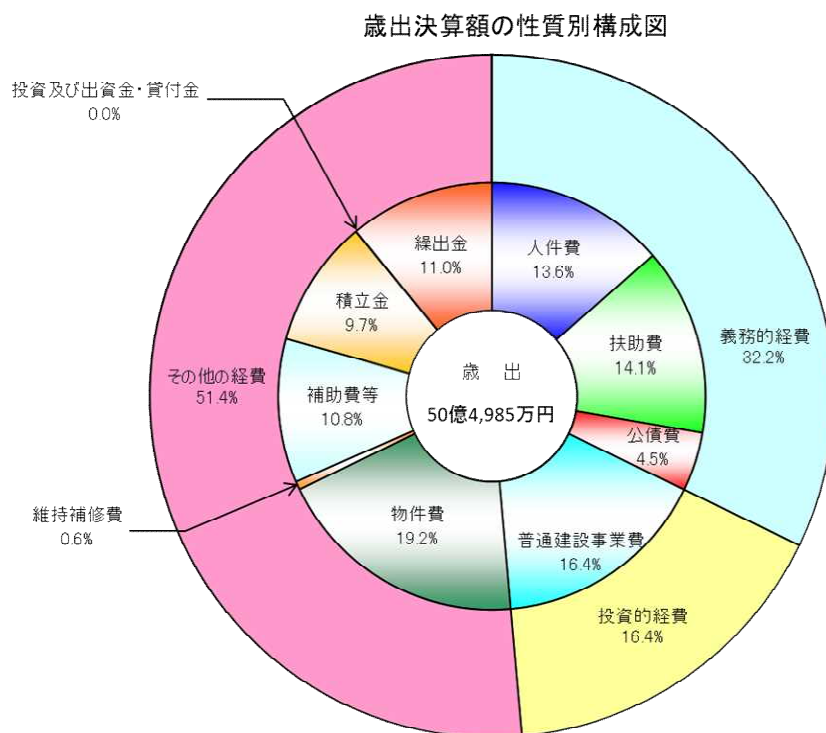 歳出決算額の性質別構成図
投資及び出資金・貸付金
0.0%
繰出金
11.0%
人件費
13.6%
積立金
9.7%
扶助費
14.1%
義務的経費
32.2%
その他の経費
51.4%
補助費等
10.8%
歳 出
50億4,985万円
公債費
4.5%
維持補修費
0.6%
物件費
19.2%
普通建設事業費
16.4%
投資的経費
16.4%